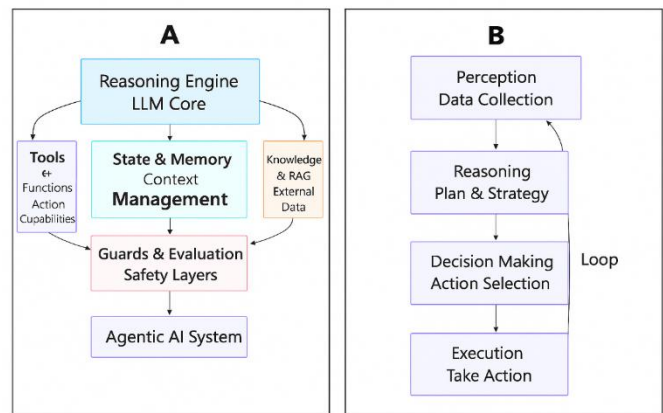 A
Reasoning Engine
LLM Core
Tools
Functions
Action
Capabilities
State & Memory
Context
Management
Knowledge
& RAG
External
Data
Guards & Evaluation
Safety Layers
Agentic AI System
B
Perception
Data Collection
Reasoning
Plan & Strategy
Decision Making
Action Selection
Loop
Execution
Take Action